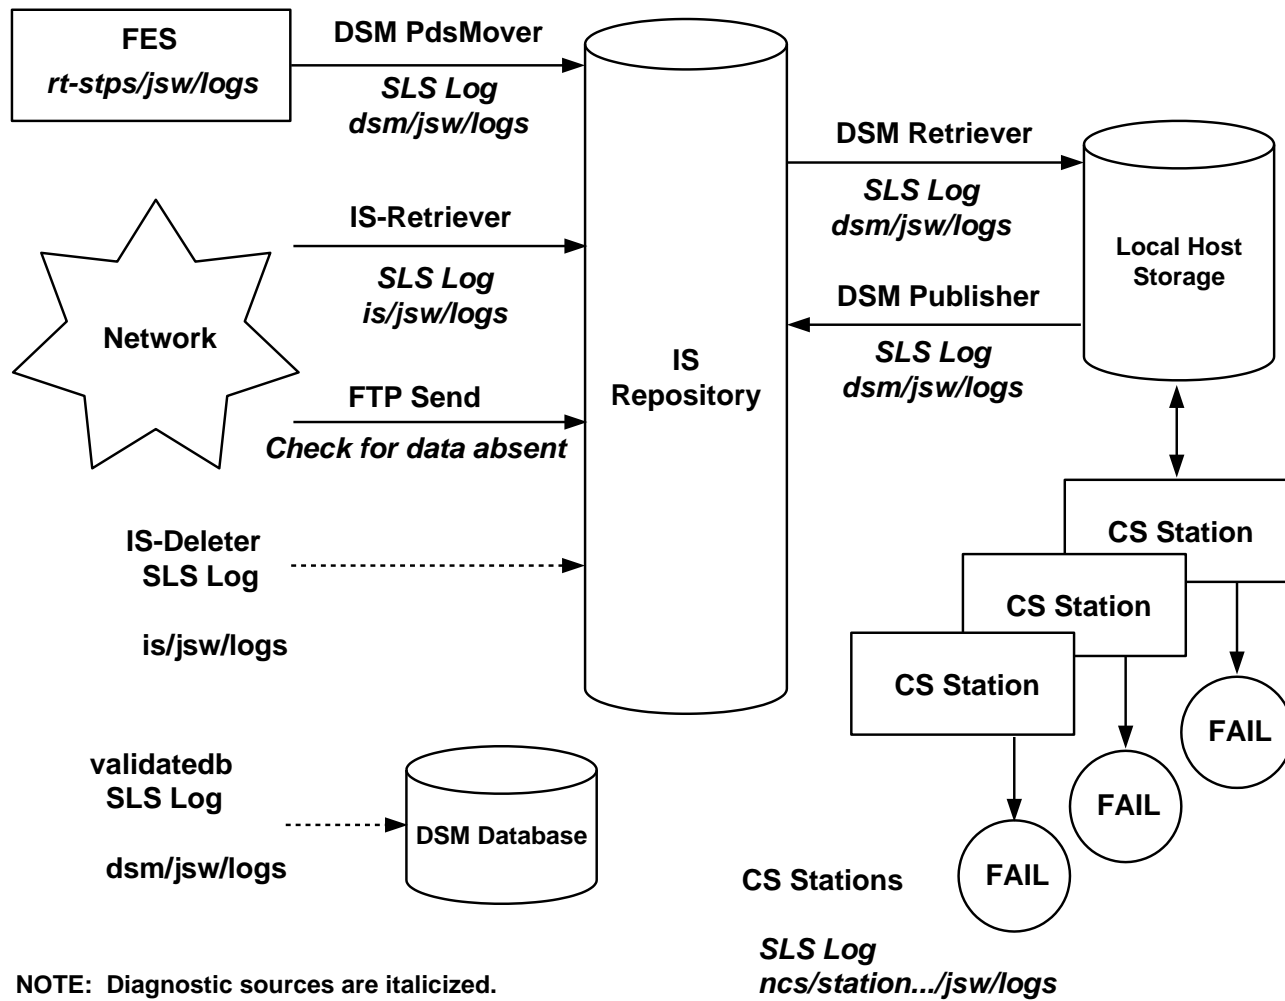 FES
rt-stps/jsw/logs
DSM PdsMover
SLS Log
dsm/jsw/logs
DSM Retriever
SLS Log
dsm/jsw/logs
IS-Retriever
SLS Log
is/jsw/logs
Network
Local Host
Storage
DSM Publisher
SLS Log
dsm/jsw/logs
IS
Repository
FTP Send
Check for data absent
IS-Deleter
SLS Log
is/jsw/logs
CS Station
CS Station
CS Station
FAIL
FAIL
FAIL
validatedb
SLS Log
dsm/jsw/logs
DSM Database
CS Stations
SLS Log
ncs/station.../jsw/logs
NOTE:  Diagnostic sources are italicized.